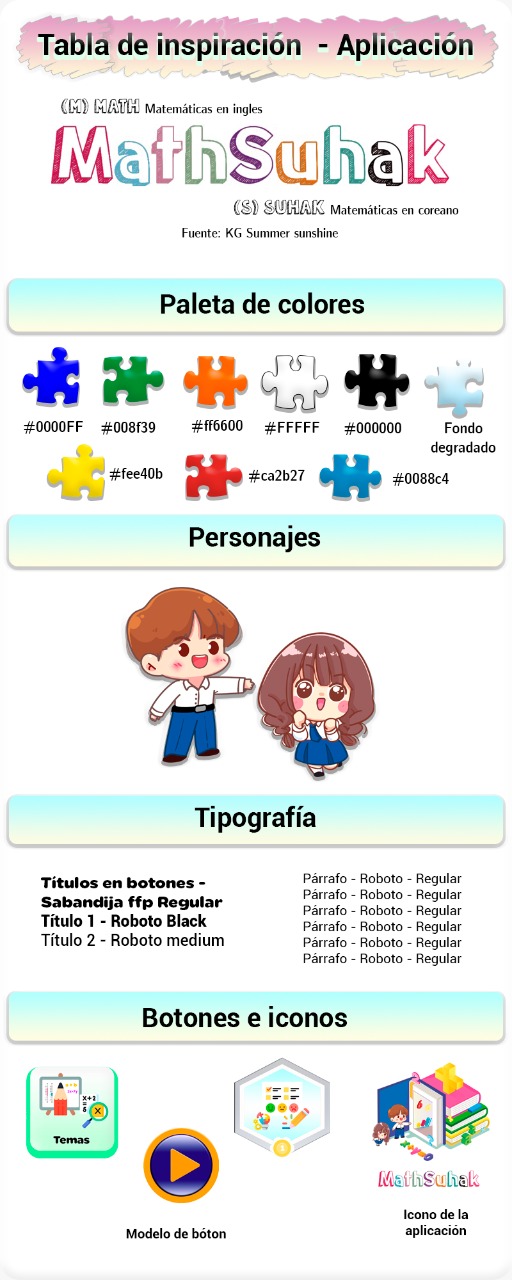 Tabla de inspiración - Aplicación
(M) MATH Matemáticas en ingles
MathSuhak
(S) SUHAK Matemáticas en coreano
Fuente: KG Summer sunshine
Paleta de colores
#0000FF #008f39 #ff6600 #FFFFF #000000 Fondo
degradado
#fee40b #ca2b27 #0088c4
Personajes
Tipografía
Títulos en botones -
Sabandija ffp Regular
Título 1 - Roboto Black
Título 2 - Roboto medium
Párrafo - Roboto - Regular
Párrafo - Roboto - Regular
Párrafo - Roboto - Regular
Párrafo - Roboto - Regular
Párrafo - Roboto - Regular
Párrafo - Roboto - Regular
Botones e iconos
Temas
MathSuhak
Modelo de bóton
Icono de la
aplicación